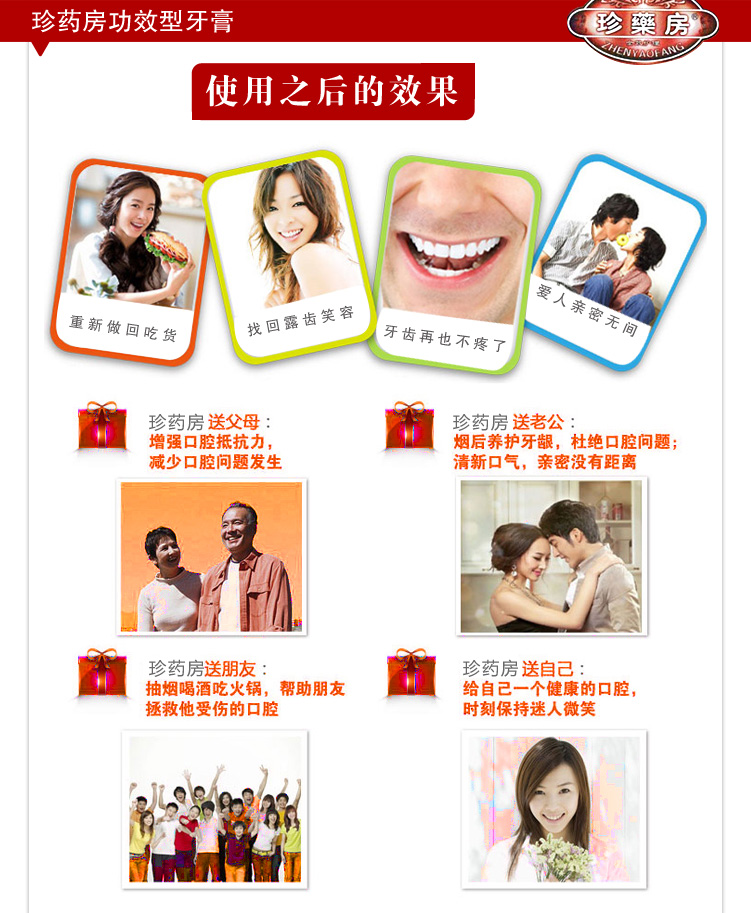 珍药房功效型牙膏
珍藥房®
ZHENYAOFANG
使用之后的效果
重新做回吃货
找回露齿笑容
牙齿再也不疼了
爱人亲密无间
珍药房 送父母：
增强口腔抵抗力，
减少口腔问题发生
珍药房 送老公：
烟后养护牙龈，杜绝口腔问题；
清新口气，亲密没有距离
珍药房送朋友：
抽烟喝酒吃火锅，帮助朋友
拯救他受伤的口腔
珍药房 送自己：
给自己一个健康的口腔，
时刻保持迷人微笑